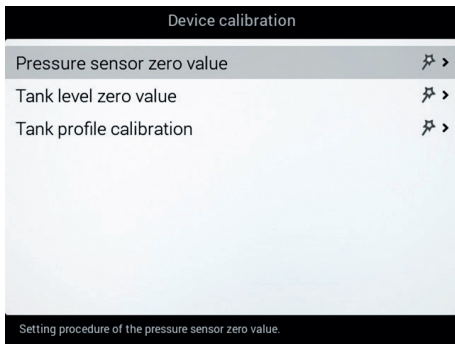 Device calibration
Pressure sensor zero value
Tank level zero value
Tank profile calibration
Setting procedure of the pressure sensor zero value.